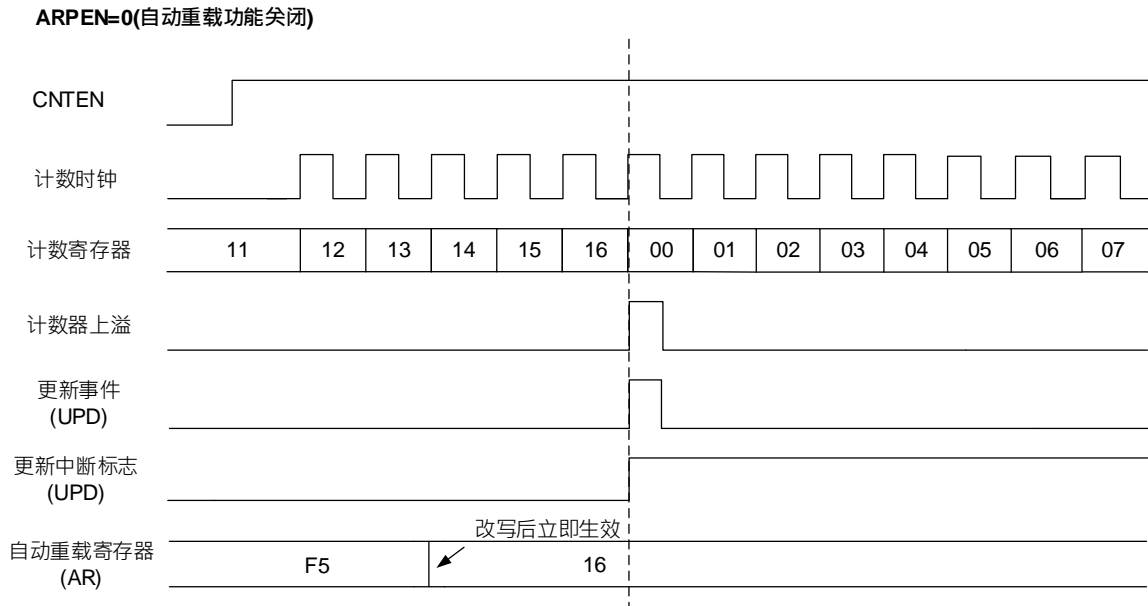 ARPEN=0(自动重载功能关闭)
CNTEN
计数时钟
计数寄存器
11 12 13 14 15 16 00 01 02 03 04 05 06 07
计数器上溢
更新事件
(UPD)
更新中断标志
(UPD)
改写后立即生效
自动重载寄存器
(AR)
F5 16